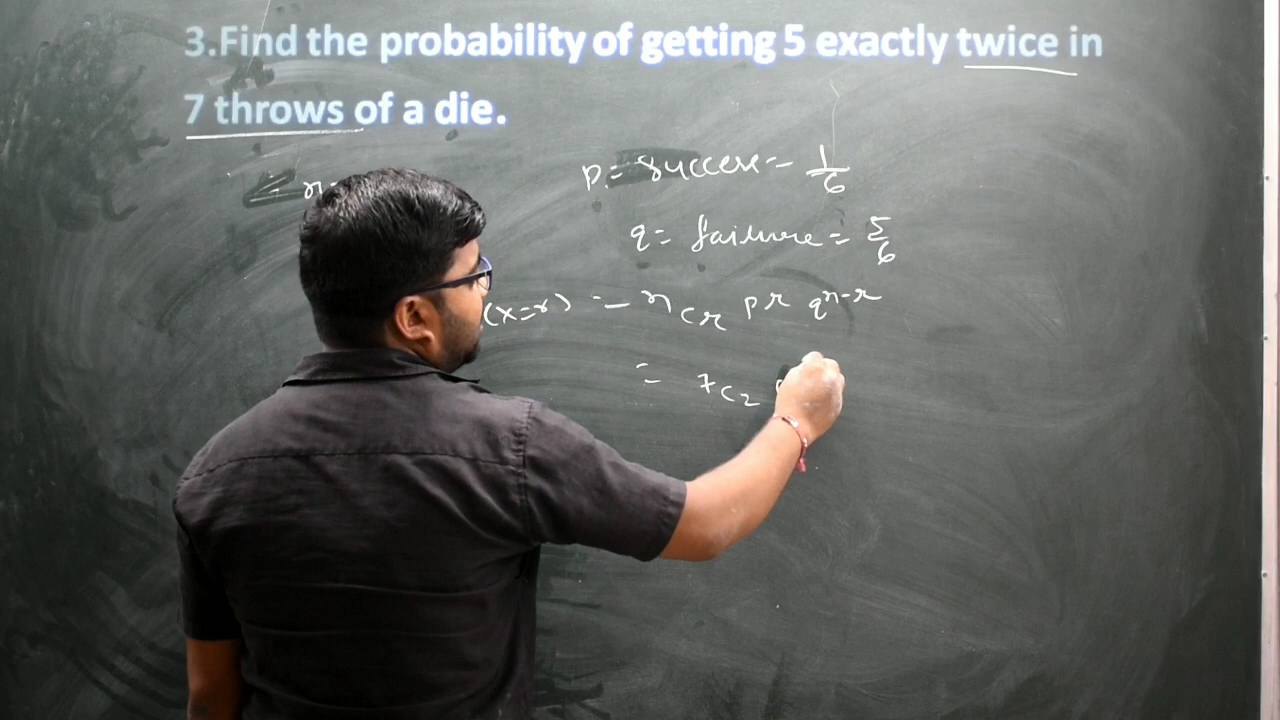 3.Find the probability of getting 5 exactly twice in
7 throws of a die.
n=
p = success = 1/6
q = failure = 5/6
(x=r) = nCr pr qn-r
= 7C2